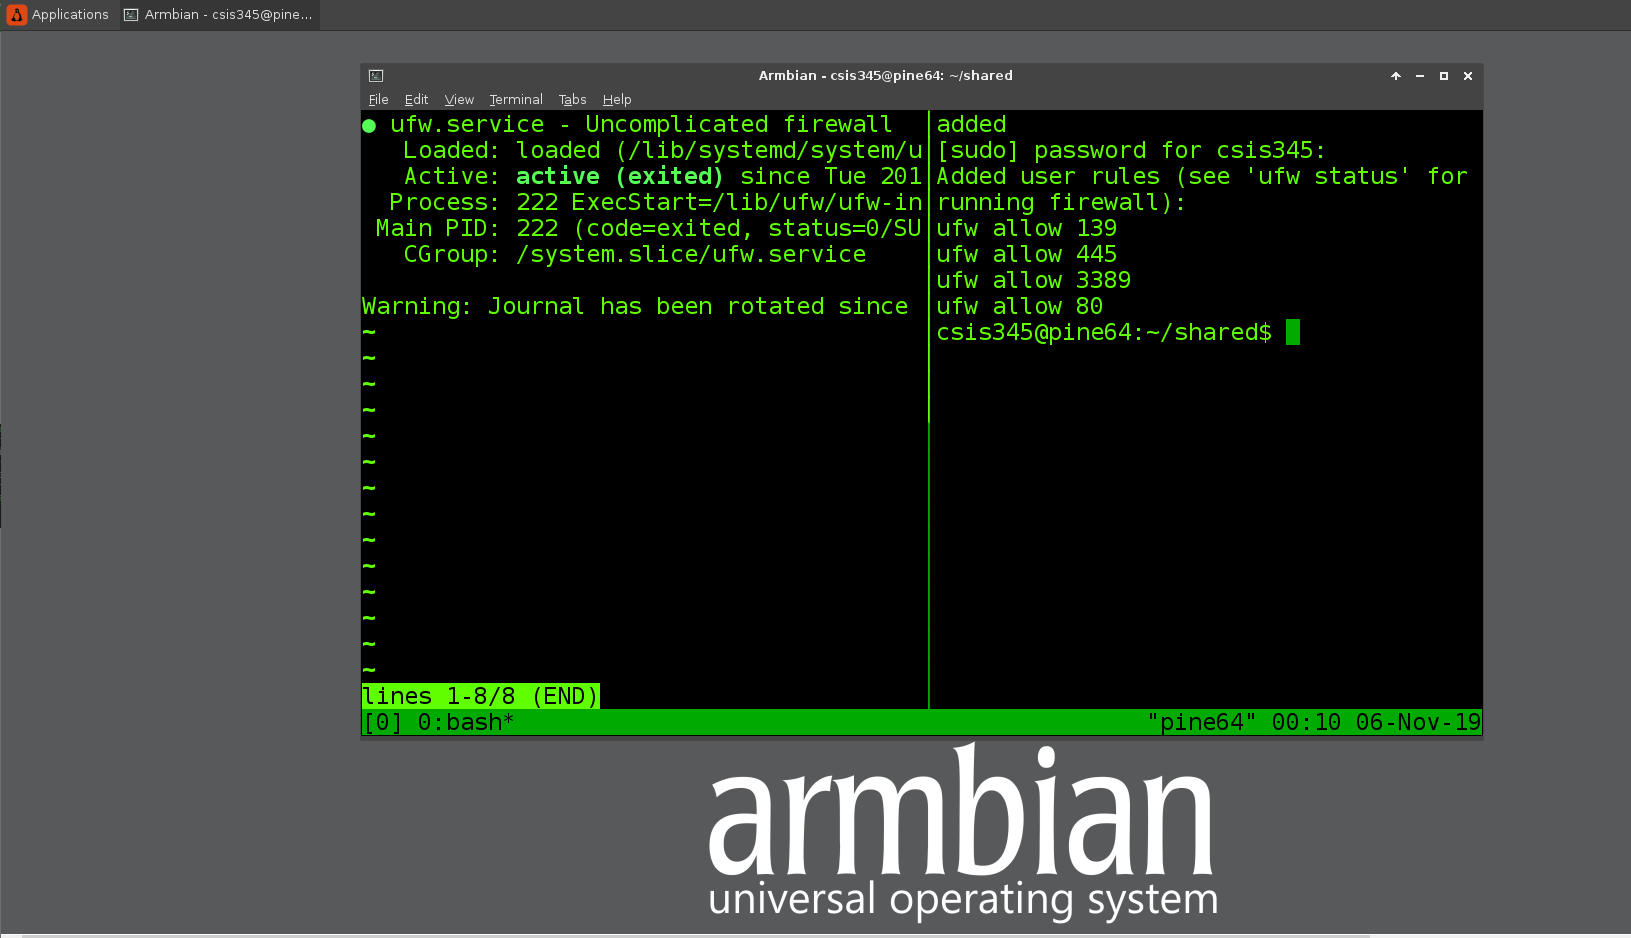 Applications
Armbian - csis345@pine...
Armbian - csis345@pine64: ~/shared
File Edit View Terminal Tabs Help
● ufw.service - Uncomplicated firewall
Loaded: loaded (/lib/systemd/system/u
Active: active (exited) since Tue 201
Process: 222 ExecStart=/lib/ufw/ufw-in
Main PID: 222 (code=exited, status=0/SU
CGroup: /system.slice/ufw.service
Warning: Journal has been rotated since
~
~
~
~
~
~
~
~
~
~
~
~
~
~
lines 1-8/8 (END)
added
[sudo] password for csis345:
Added user rules (see 'ufw status' for
running firewall):
ufw allow 139
ufw allow 445
ufw allow 3389
ufw allow 80
csis345@pine64:~/shared$
[0] 0:bash* "pine64" 00:10 06-Nov-19
armbian
universal operating system